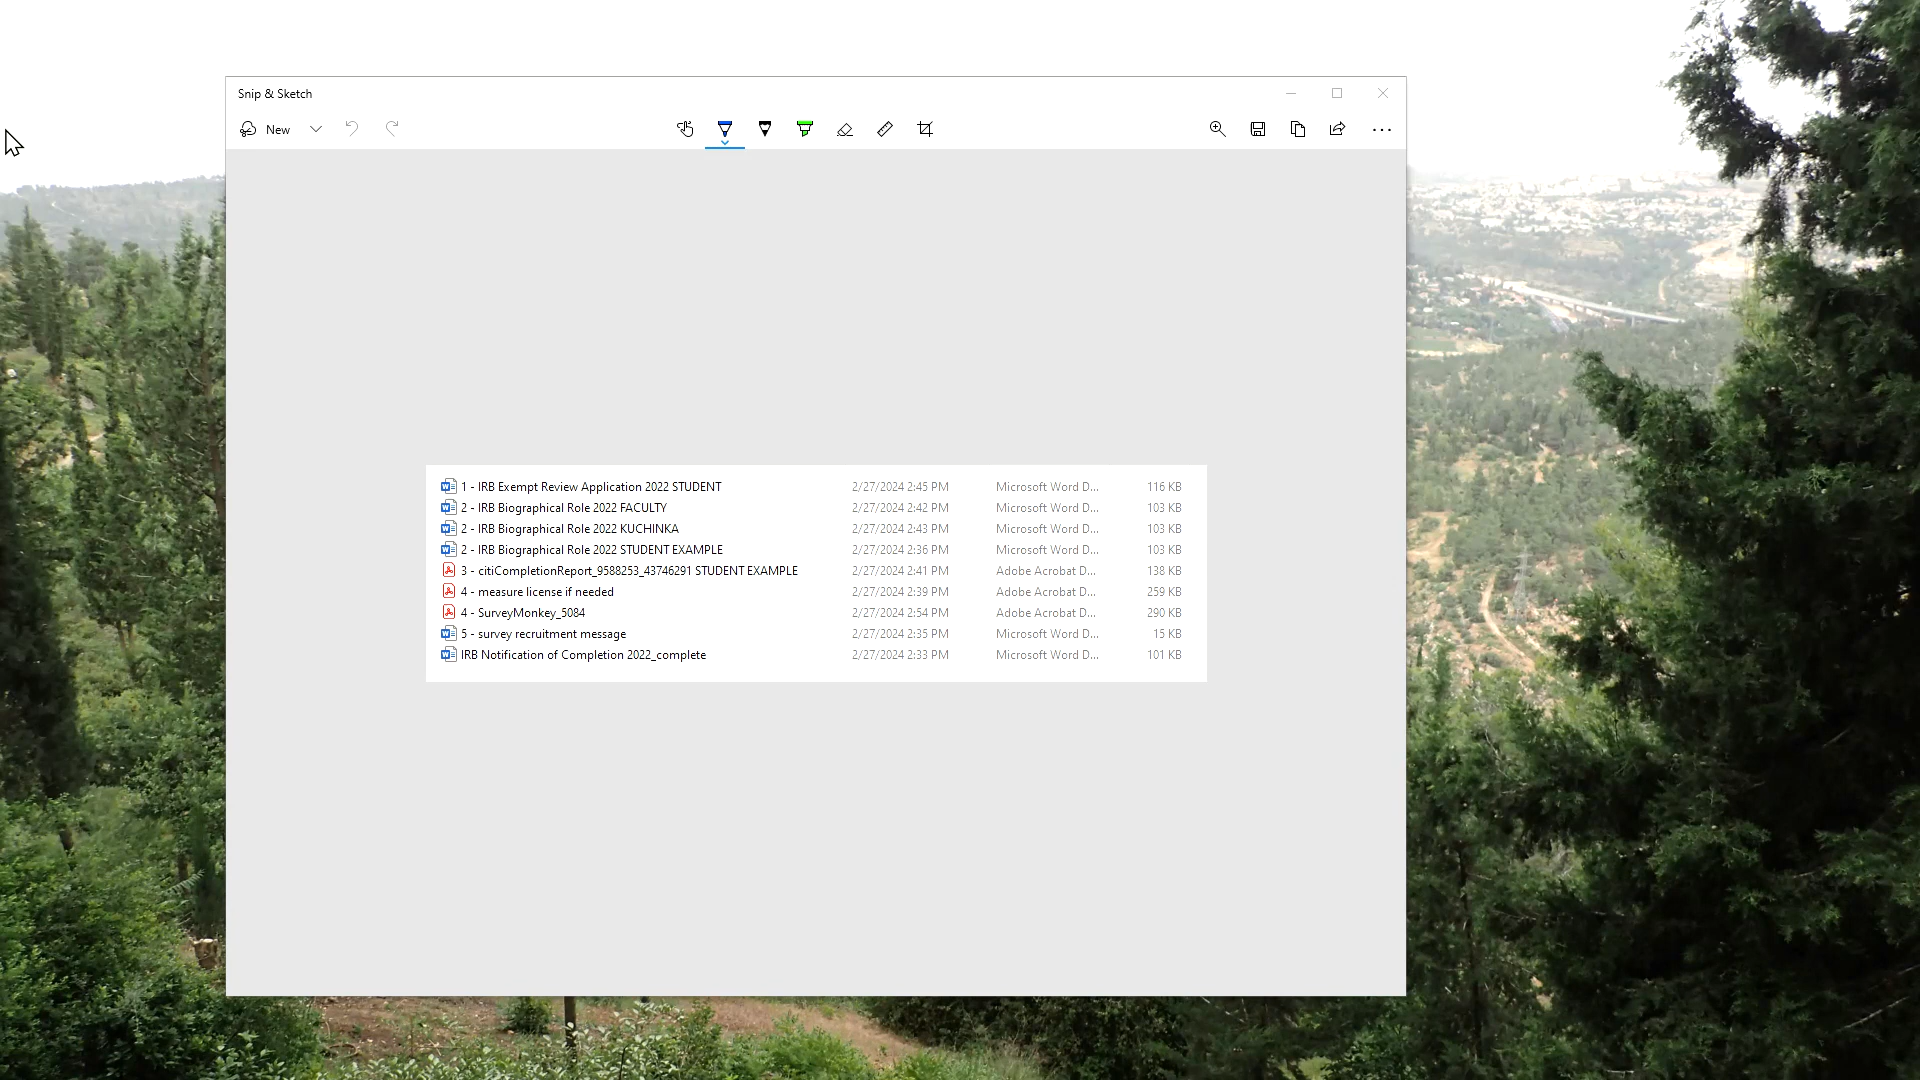 Snip & Sketch
New
1 - IRB Exempt Review Application 2022 STUDENT 2/27/2024 2:45 PM Microsoft Word D... 116 KB
2 - IRB Biographical Role 2022 FACULTY 2/27/2024 2:42 PM Microsoft Word D... 103 KB
2 - IRB Biographical Role 2022 KUCHINKA 2/27/2024 2:43 PM Microsoft Word D... 103 KB
2 - IRB Biographical Role 2022 STUDENT EXAMPLE 2/27/2024 2:36 PM Microsoft Word D... 103 KB
3 - citiCompletionReport_9588253_43746291 STUDENT EXAMPLE 2/27/2024 2:41 PM Adobe Acrobat D... 138 KB
4 - measure license if needed 2/27/2024 2:39 PM Adobe Acrobat D... 259 KB
4 - SurveyMonkey_5084 2/27/2024 2:54 PM Adobe Acrobat D... 290 KB
5 - survey recruitment message 2/27/2024 2:35 PM Microsoft Word D... 15 KB
IRB Notification of Completion 2022_complete 2/27/2024 2:33 PM Microsoft Word D... 101 KB